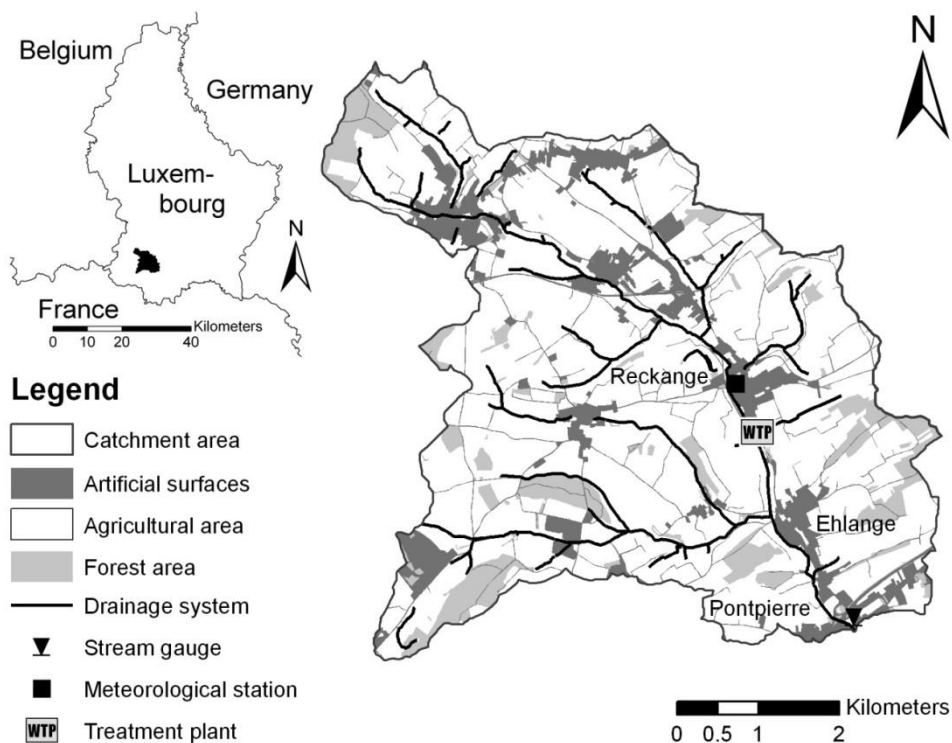 Belgium
Germany
Luxem-
bourg
N
France
Kilometers
0 10 20 40
N
Reckange
WTP
Ehlange
Pontpierre
Legend
Catchment area
Artificial surfaces
Agricultural area
Forest area
Drainage system
Stream gauge
Meteorological station
WTP Treatment plant
Kilometers
0 0.5 1 2